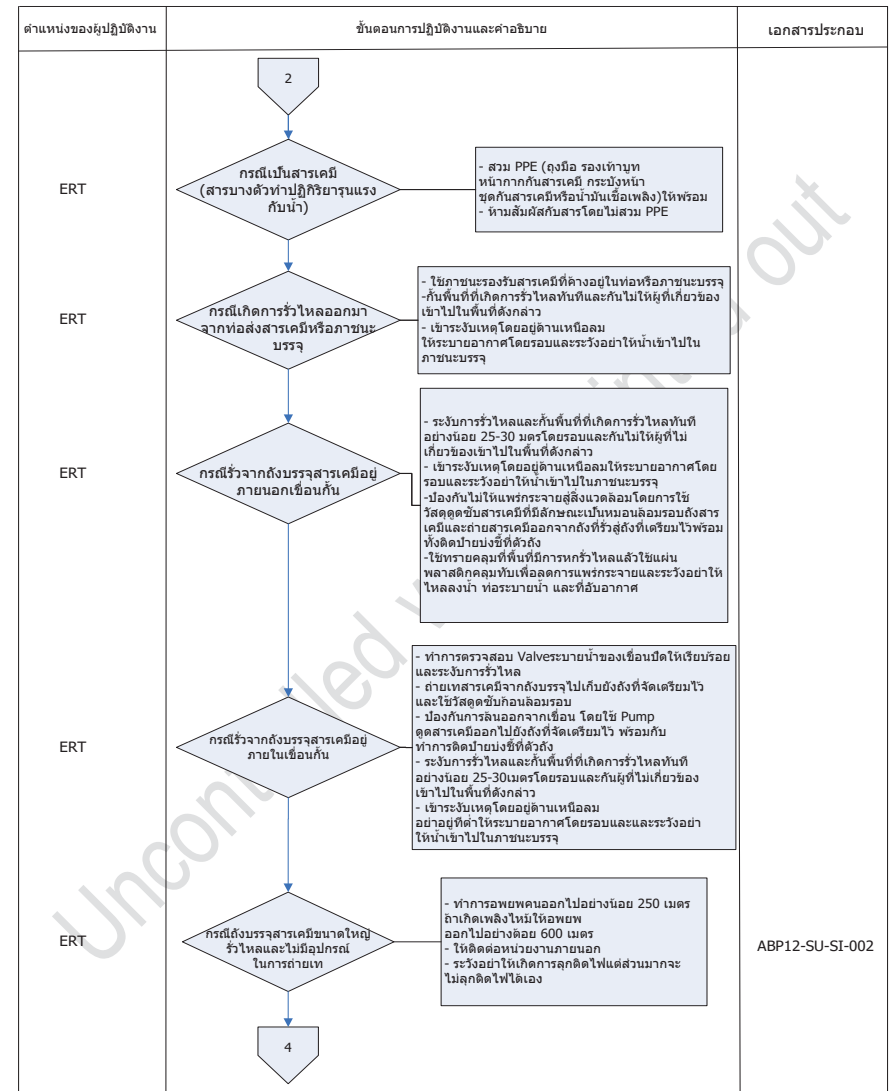 ตำแหน่งของผู้ปฏิบัติงาน
ขั้นตอนการปฏิบัติงานและคำอธิบาย
เอกสารประกอบ
2
ERT
กรณีเป็นสารเคมี
(สารบางตัวทำปฏิกิริยารุนแรง
กับน้ำ)
- สวม PPE (ถุงมือ รองเท้าบูท
หน้ากากกันสารเคมี กระบังหน้า
ชุดกันสารเคมีหรือน้ำมันเชื้อเพลิง)ให้พร้อม
- ห้ามสัมผัสกับสารโดยไม่สวม PPE
ERT
กรณีเกิดการรั่วไหลออกมา
จากท่อส่งสารเคมีหรือภาชนะ
บรรจุ
- ใช้ภาชนะรองรับสารเคมีที่ค้างอยู่ในท่อหรือภาชนะบรรจุ
-กั้นพื้นที่ที่เกิดการรั่วไหลทันทีและกันไม่ให้ผู้ที่เกี่ยวข้อง
เข้าไปในพื้นที่ดังกล่าว
- เข้าระงับเหตุโดยอยู่ด้านเหนือลม
ให้ระบายอากาศโดยรอบและระวังอย่าให้น้ำเข้าไปใน
ภาชนะบรรจุ
ERT
กรณีรั่วจากถังบรรจุสารเคมีอยู่
ภายนอกเขื่อนกั้น
- ระงับการรั่วไหลและกั้นพื้นที่ที่เกิดการรั่วไหลทันที
อย่างน้อย 25-30 มตรโดยรอบและกันไม่ให้ผู้ที่ไม่
เกี่ยวข้องเข้าไปในพื้นที่ดังกล่าว
- เข้าระงับเหตุโดยอยู่ด้านเหนือลมให้ระบายอากาศโดย
รอบและระวังอย่าให้น้ำเข้าไปในภาชนะบรรจุ
-ป้องกันไม่ให้แพร่กระจายสู่สิ่งแวดล้อมโดยการใช้
วัสดุดูดซับสารเคมีที่มีลักษณะเป็นหมอนล้อมรอบถังสาร
เคมีและถ่ายสารเคมีออกจากถังที่รั่วสู่ถังที่เตรียมไว้พร้อม
ทั้งติดป้ายบ่งชี้ที่ตัวถัง
-ใช้ทรายคลุมที่พื้นที่มีการหกรั่วไหลแล้วใช้แผ่น
พลาสติกคลุมทับเพื่อลดการแพร่กระจายและระวังอย่าให้
ไหลลงน้ำ ท่อระบายน้ำ และที่อับอากาศ
ERT
กรณีรั่วจากถังบรรจุสารเคมีอยู่
ภายในเขื่อนกั้น
- ทำการตรวจสอบ Valveระบายน้ำของเขื่อนปิดให้เรียบร้อย
และระงับการรั่วไหล
- ถ่ายเทสารเคมีจากถังบรรจุไปเก็บยังถังที่จัดเตรียมไว้
และใช้วัสดุดูดซับก้อนล้อมรอบ
- ป้องกันการล้นออกจากเขื่อน โดยใช้ Pump
ดูดสารเคมีออกไปยังถังที่จัดเตรียมไว้ พร้อมกับ
ทำการติดป้ายบ่งชี้ที่ตัวถัง
- ระงับการรั่วไหลและกั้นพื้นที่ที่เกิดการรั่วไหลทันที
อย่างน้อย 25-30เมตรโดยรอบและกันผู้ที่ไม่เกี่ยวข้อง
เข้าไปในพื้นที่ดังกล่าว
- เข้าระงับเหตุโดยอยู่ด้านเหนือลม
อย่าอยู่ที่ต่ำให้ระบายอากาศโดยรอบและและระวังอย่า
ให้น้ำเข้าไปในภาชนะบรรจุ
ERT
กรณีถังบรรจุสารเคมีขนาดใหญ่
รั่วไหลและไม่มีอุปกรณ์
ในการถ่ายเท
- ทำการอพยพคนออกไปอย่างน้อย 250 เมตร
ถ้าเกิดเพลิงไหม้ให้อพยพ
ออกไปอย่างต้อย 600 เมตร
- ให้ติดต่อหน่วยงานภายนอก
- ระวังอย่าให้เกิดการลุกติดไฟแต่ส่วนมากจะ
ไม่ลุกติดไฟได้เอง
ABP12-SU-SI-002
4
out